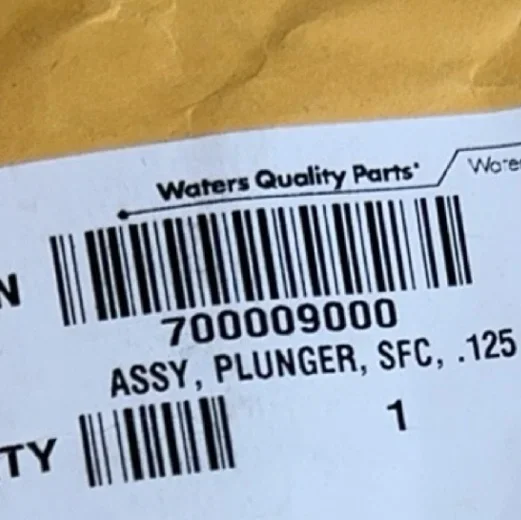 Waters Quality Parts
N
700009000
ASSY, PLUNGER, SFC, .125
TY 1